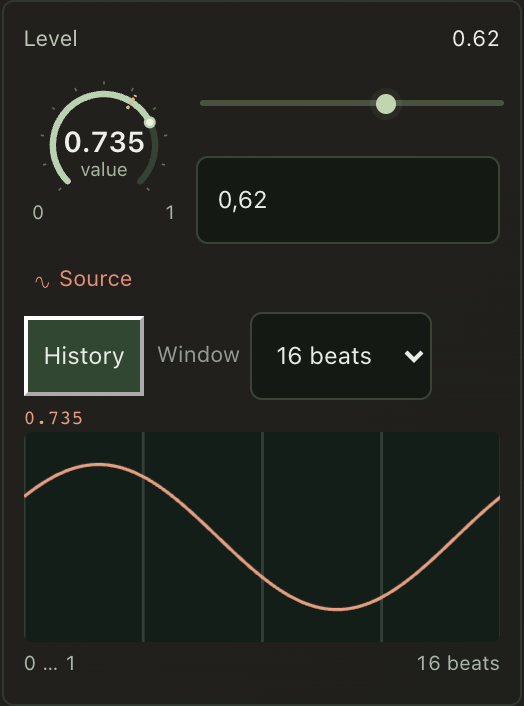 Level 0.62
0.735
value
0 1
0,62
Source
History Window 16 beats
0.735
0 ... 1 16 beats